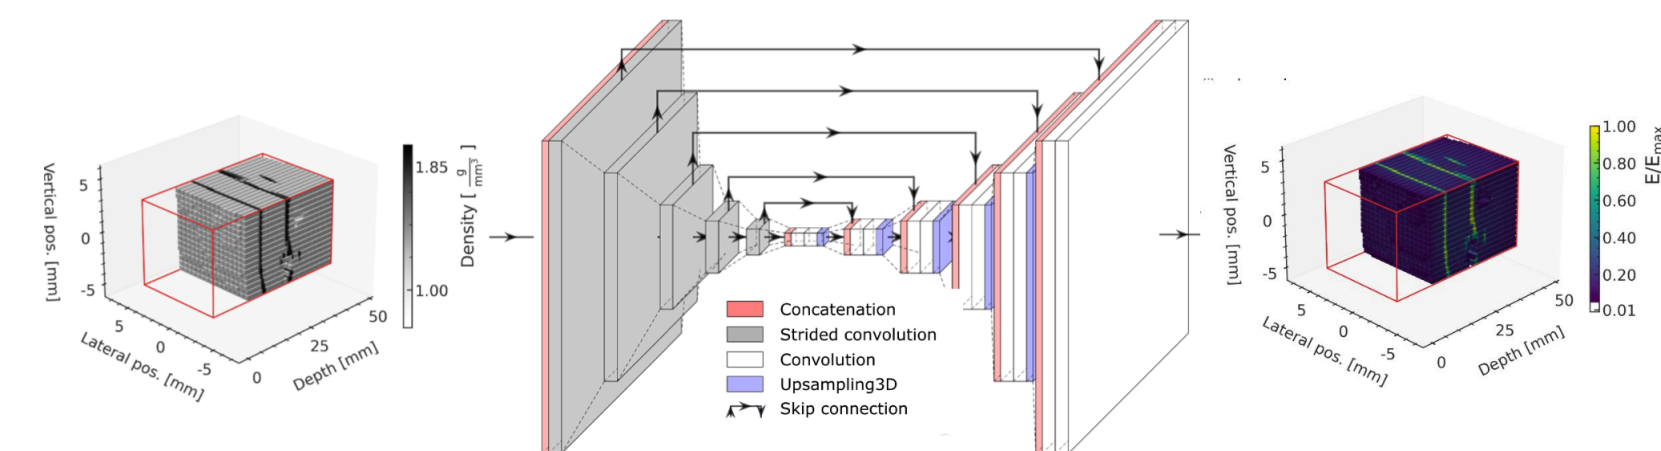 Vertical pos. [mm]
5
0
-5
5
0
-5
Lateral pos. [mm]
0
25
50
Depth [mm]
1.85
1.00
Density [ g/mm³ ]
Concatenation
Strided convolution
Convolution
Upsampling3D
Skip connection
Vertical pos. [mm]
5
0
-5
5
0
-5
Lateral pos. [mm]
0
25
50
Depth [mm]
1.00
0.80
0.60
0.40
0.20
0.01
E/Emax